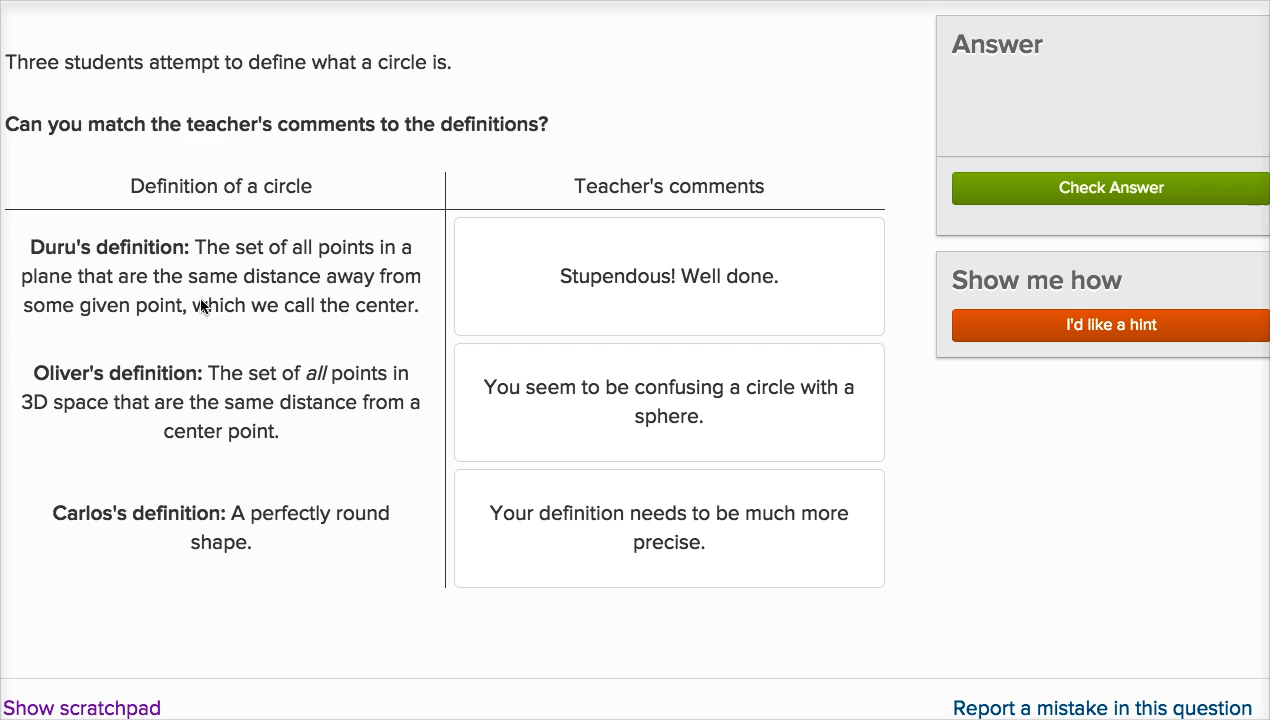 Three students attempt to define what a circle is.
Can you match the teacher's comments to the definitions?
Definition of a circle
Teacher's comments
Duru's definition: The set of all points in a
plane that are the same distance away from
some given point, which we call the center.
Stupendous! Well done.
Oliver's definition: The set of all points in
3D space that are the same distance from a
center point.
You seem to be confusing a circle with a
sphere.
Carlos's definition: A perfectly round
shape.
Your definition needs to be much more
precise.
Answer
Check Answer
Show me how
I'd like a hint
Show scratchpad
Report a mistake in this question